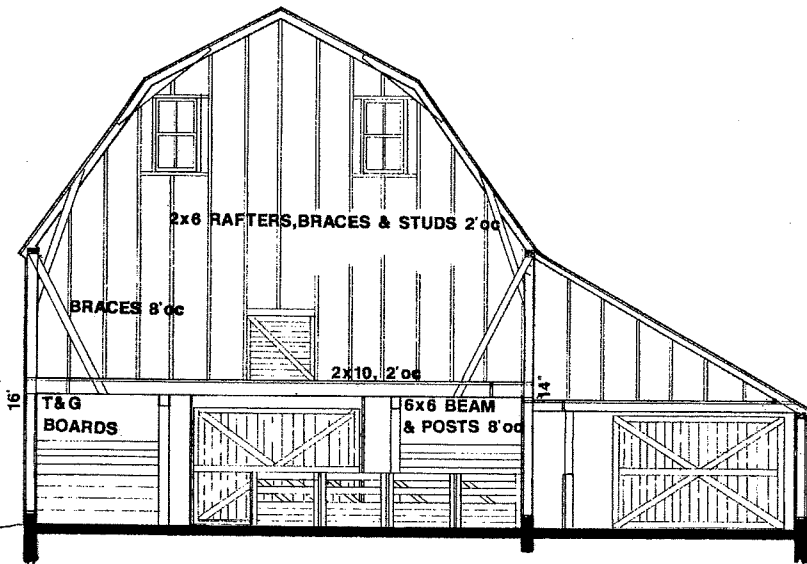 2x6 RAFTERS,BRACES & STUDS 2'oc
BRACES 8'oc
2x10, 2'oc
16'
T&G
BOARDS
6x6 BEAM
& POSTS 8'oc
14'